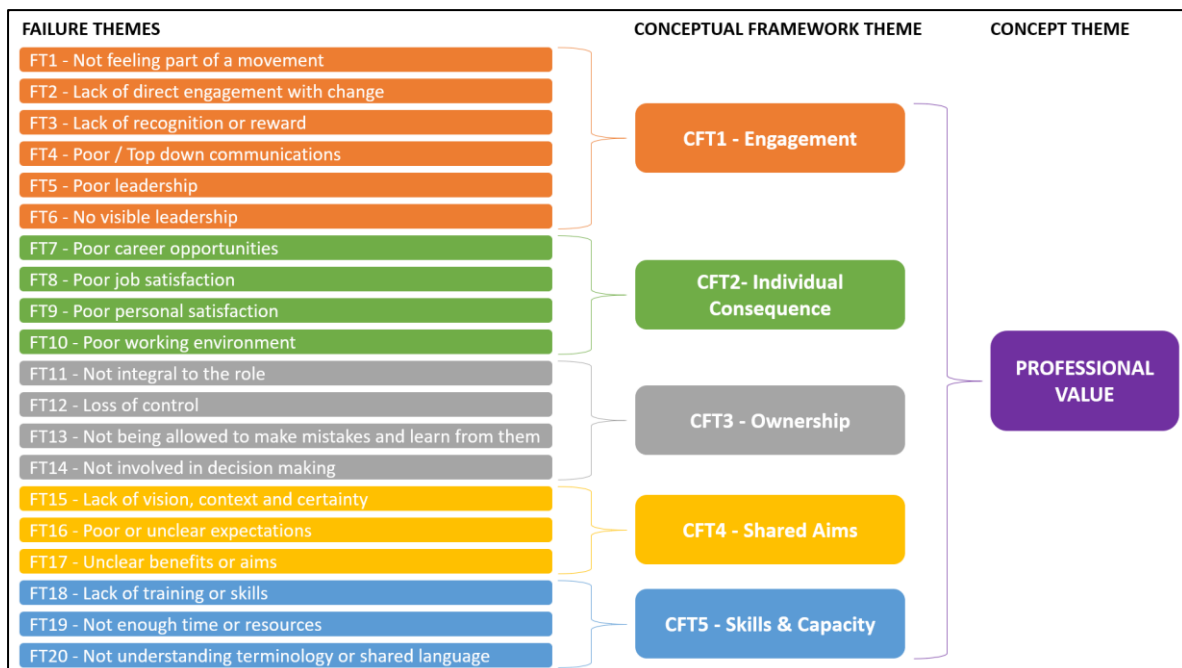 FAILURE THEMES
CONCEPTUAL FRAMEWORK THEME
CONCEPT THEME
FT1 - Not feeling part of a movement
FT2 - Lack of direct engagement with change
FT3 - Lack of recognition or reward
FT4 - Poor / Top down communications
FT5 - Poor leadership
FT6 - No visible leadership
FT7 - Poor career opportunities
FT8 - Poor job satisfaction
FT9 - Poor personal satisfaction
FT10 - Poor working environment
FT11 - Not integral to the role
FT12 - Loss of control
FT13 - Not being allowed to make mistakes and learn from them
FT14 - Not involved in decision making
FT15 - Lack of vision, context and certainty
FT16 - Poor or unclear expectations
FT17 - Unclear benefits or aims
FT18 - Lack of training or skills
FT19 - Not enough time or resources
FT20 - Not understanding terminology or shared language
CFT1 - Engagement
CFT2- Individual
Consequence
CFT3 - Ownership
CFT4 - Shared Aims
CFT5 - Skills & Capacity
PROFESSIONAL
VALUE